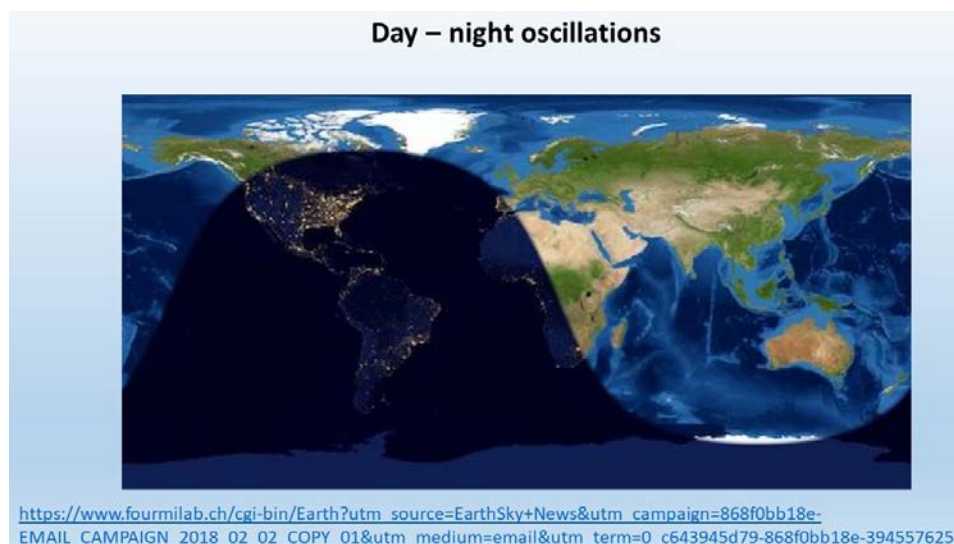 Day – night oscillations
https://www.fourmilab.ch/cgi-bin/Earth?utm_source=EarthSky+News&utm_campaign=868f0bb18e-
EMAIL_CAMPAIGN_2018_02_02_COPY_01&utm_medium=email&utm_term=0_c643945d79-868f0bb18e-394557625